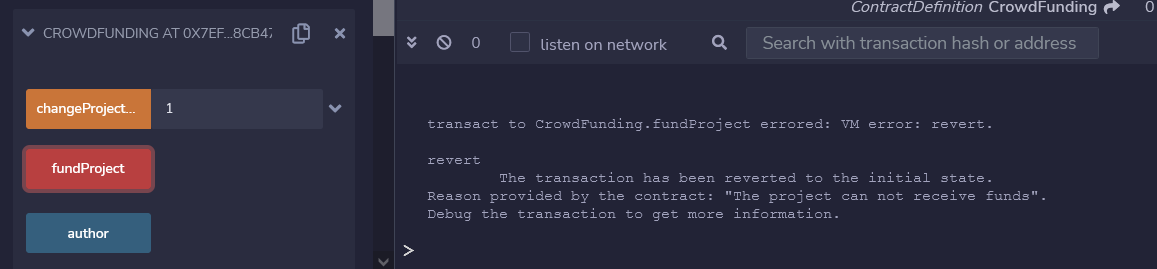 CROWDFUNDING AT 0X7EF...8CB47
changeProject...
1
fundProject
author
ContractDefinition CrowdFunding 0
0
listen on network
Search with transaction hash or address
transact to CrowdFunding.fundProject errored: VM error: revert.
revert
The transaction has been reverted to the initial state.
Reason provided by the contract: "The project can not receive funds".
Debug the transaction to get more information.
>